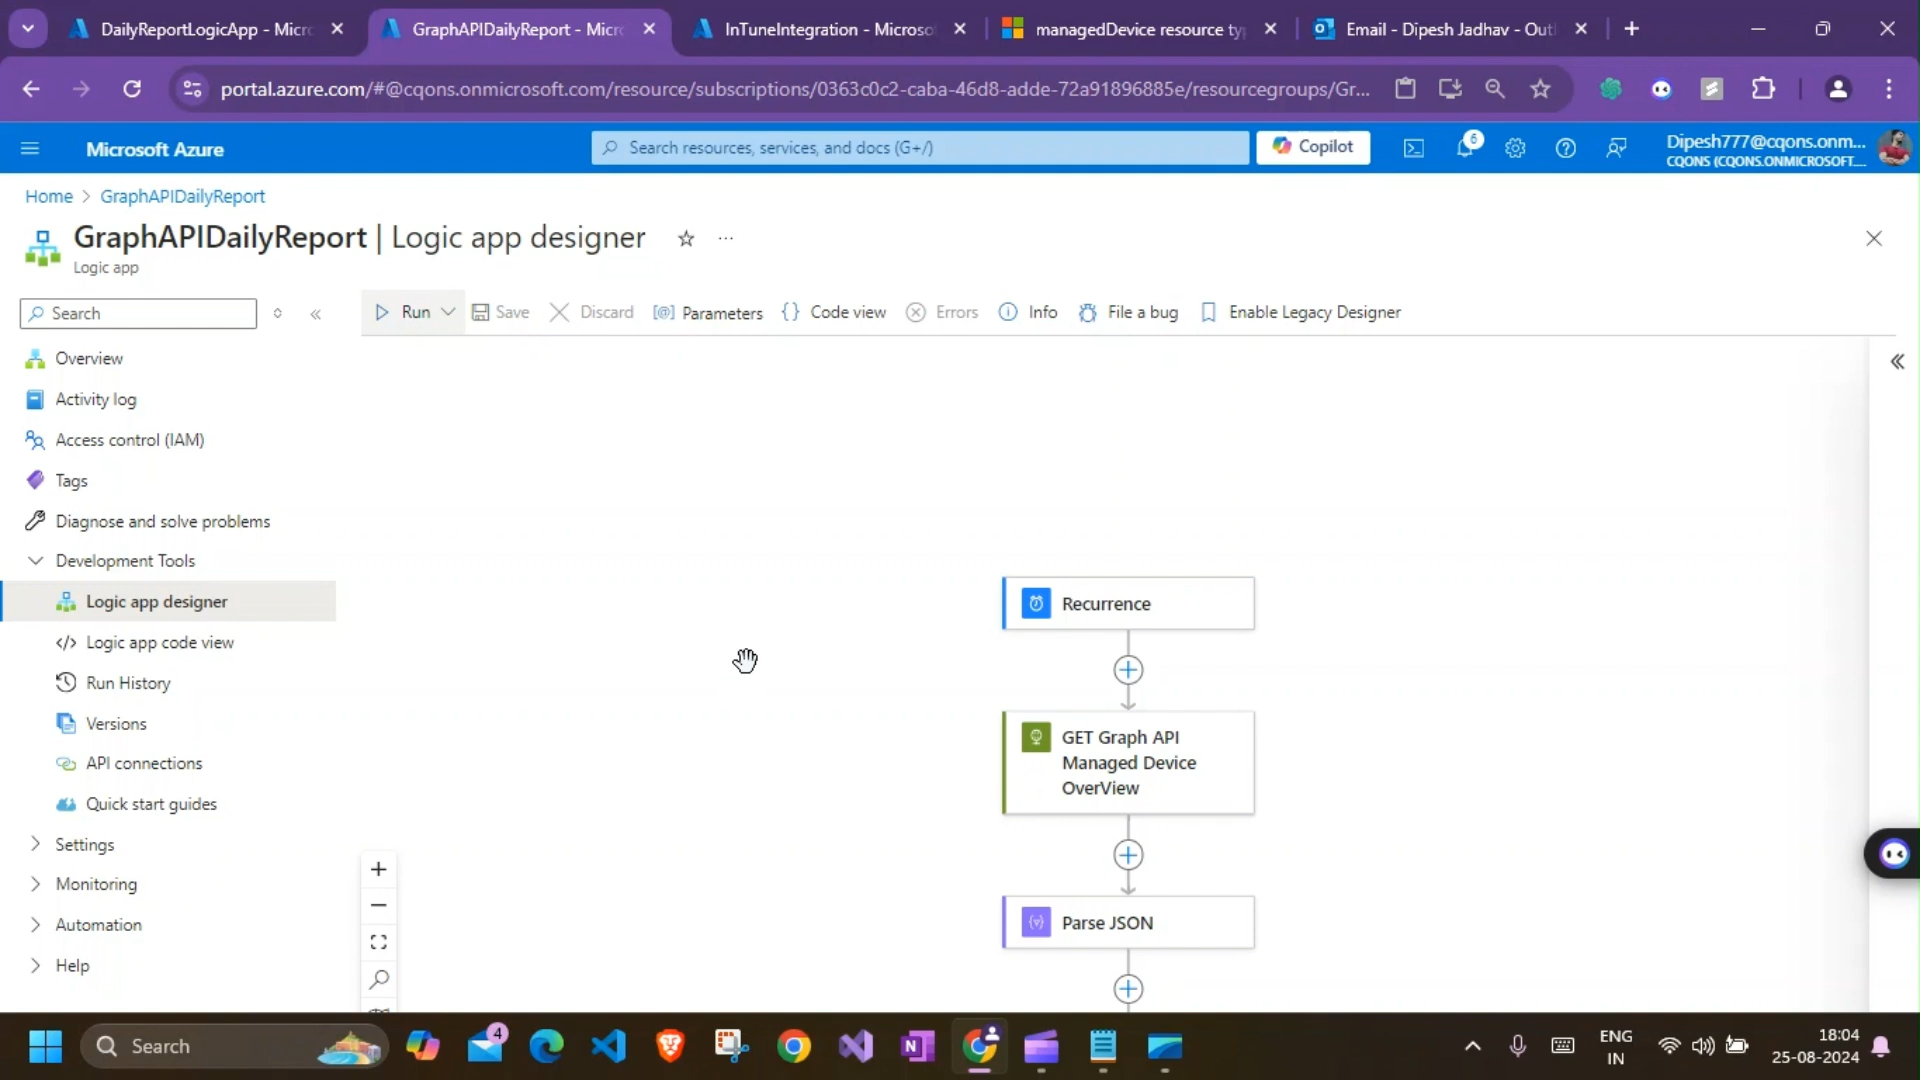 DailyReportLogicApp - Micr
GraphAPIDailyReport - Micr
InTuneIntegration - Microso
managedDevice resource ty
Email - Dipesh Jadhav - Out
portal.azure.com/#@cqons.onmicrosoft.com/resource/subscriptions/0363c0c2-caba-46d8-adde-72a91896885e/resourcegroups/Gr...
Microsoft Azure
Search resources, services, and docs (G+/)
Copilot
6
Dipesh777@cqons.onm...
CQONS (CQONS.ONMICROSOFT....
Home > GraphAPIDailyReport
GraphAPIDailyReport | Logic app designer
Logic app
Search
Run
Save
Discard
Parameters
Code view
Errors
Info
File a bug
Enable Legacy Designer
Overview
Activity log
Access control (IAM)
Tags
Diagnose and solve problems
Development Tools
Logic app designer
Logic app code view
Run History
Versions
API connections
Quick start guides
Settings
Monitoring
Automation
Help
Recurrence
GET Graph API
Managed Device
OverView
Parse JSON
Search
4
ENG
IN
18:04
25-08-2024